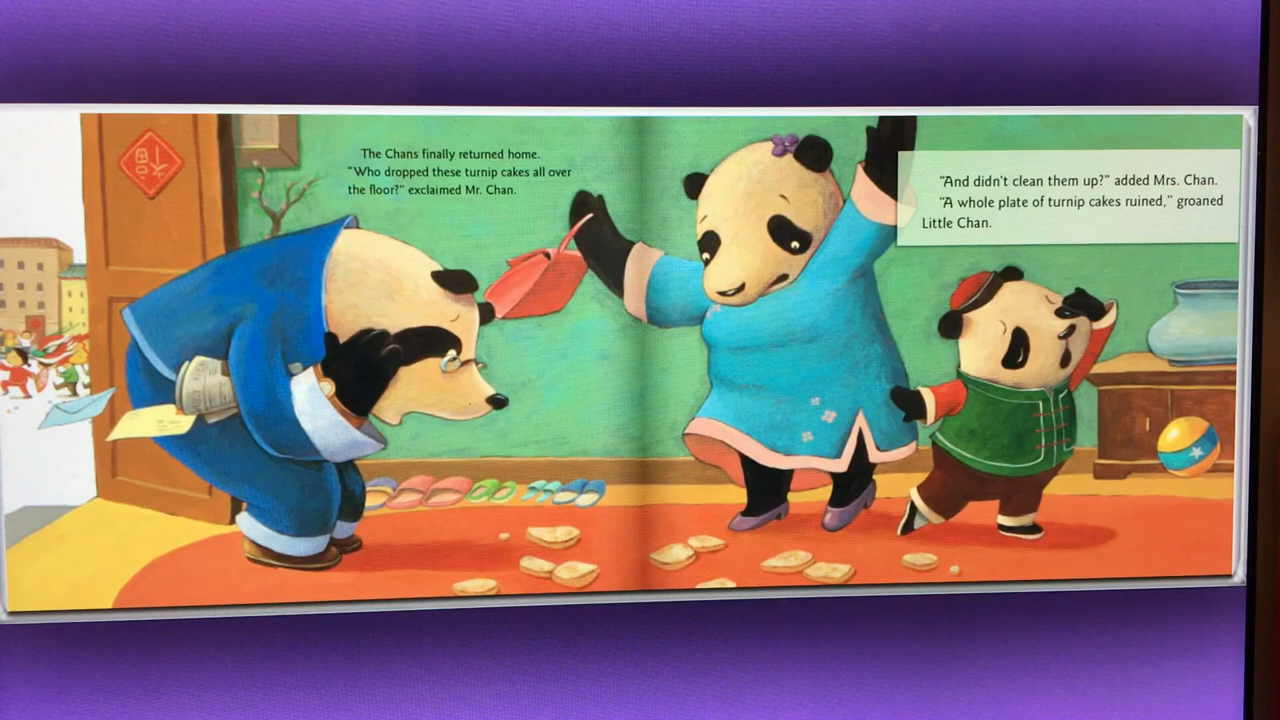 福
The Chans finally returned home.
“Who dropped these turnip cakes all over
the floor?” exclaimed Mr. Chan.
“And didn’t clean them up?” added Mrs. Chan.
“A whole plate of turnip cakes ruined,” groaned
Little Chan.